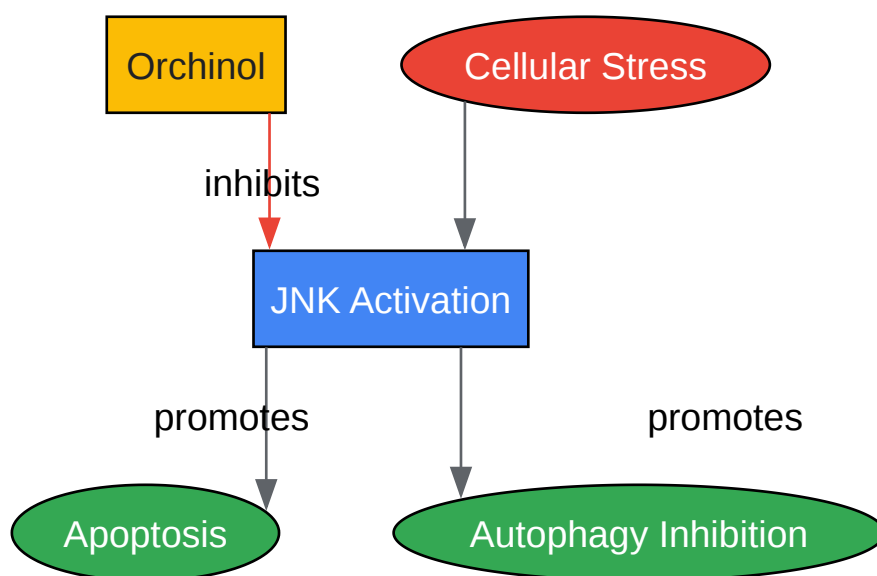 Orchinol
Cellular Stress
inhibits
JNK Activation
promotes
promotes
Apoptosis
Autophagy Inhibition